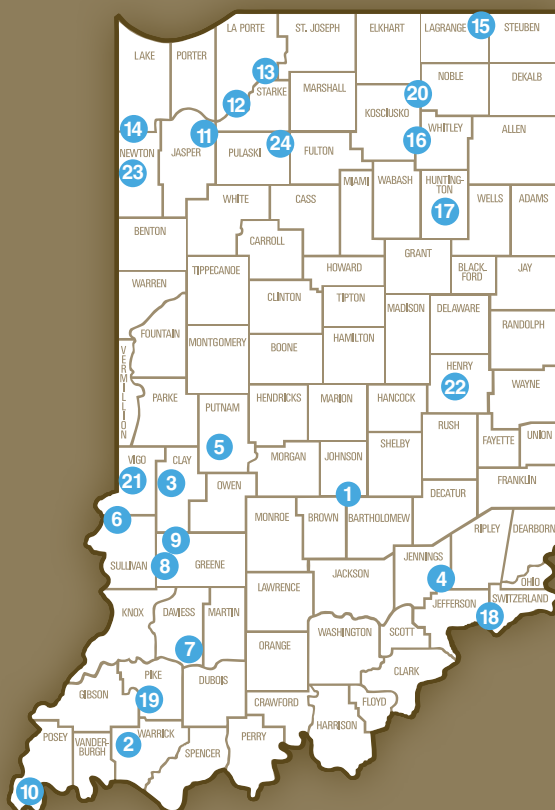 LA PORTE
ST. JOSEPH
ELKHART
LAGRANGE
15
STEUBEN
LAKE
PORTER
13
STARKE
MARSHALL
NOBLE
DEKALB
12
20
KOSCIUSKO
14
11
24
16
WHITLEY
ALLEN
NEWTON
23
JASPER
PULASKI
FULTON
MIAMI
WABASH
HUNTING-
TON
17
WELLS
ADAMS
WHITE
CASS
BENTON
CARROLL
GRANT
BLACK-
FORD
JAY
WARREN
TIPPECANOE
HOWARD
CLINTON
TIPTON
MADISON
DELAWARE
RANDOLPH
FOUNTAIN
VERMILLION
MONTGOMERY
BOONE
HAMILTON
HENRY
22
WAYNE
PARKE
PUTNAM
5
HENDRICKS
MARION
HANCOCK
RUSH
FAYETTE
UNION
VIGO
21
CLAY
3
MORGAN
JOHNSON
SHELBY
OWEN
1
DECATUR
FRANKLIN
6
MONROE
BROWN
BARTHOLOMEW
9
SULLIVAN
8
GREENE
RIPLEY
DEARBORN
JENNINGS
4
OHIO
LAWRENCE
JACKSON
JEFFERSON
SWITZERLAND
18
KNOX
DAVIESS
MARTIN
7
ORANGE
WASHINGTON
SCOTT
PIKE
19
DUBOIS
CLARK
GIBSON
CRAWFORD
FLOYD
POSEY
VANDER-
BURGH
2
WARRICK
SPENCER
PERRY
HARRISON
10